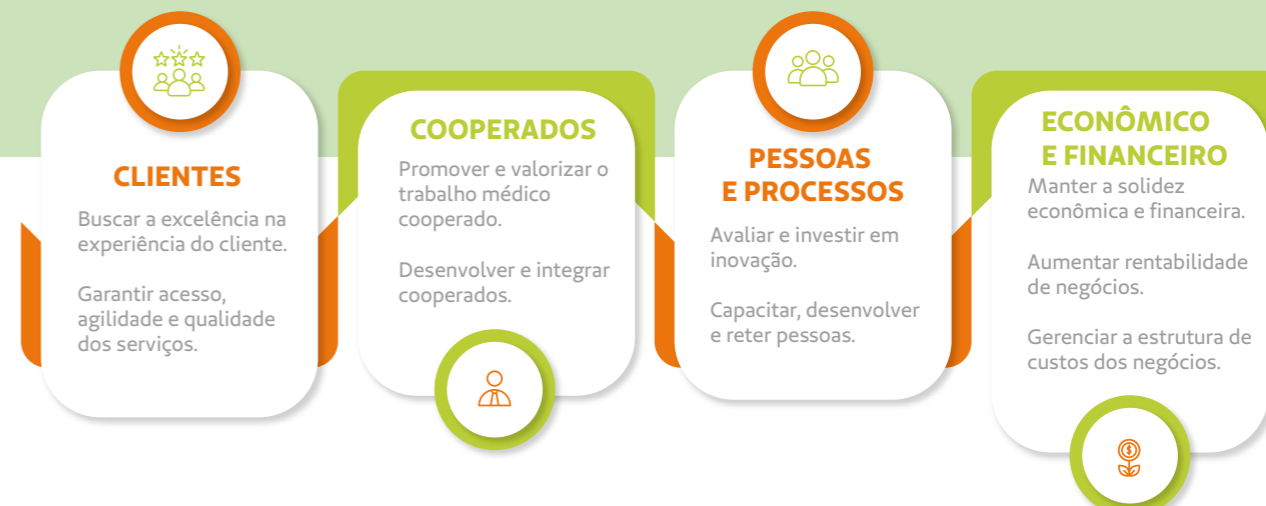 CLIENTES
Buscar a excelência na
experiência do cliente.
Garantir acesso,
agilidade e qualidade
dos serviços.
COOPERADOS
Promover e valorizar o
trabalho médico
cooperado.
Desenvolver e integrar
cooperados.
PESSOAS
E PROCESSOS
Avaliar e investir em
inovação.
Capacitar, desenvolver
e reter pessoas.
ECONÔMICO
E FINANCEIRO
Manter a solidez
econômica e financeira.
Aumentar rentabilidade
de negócios.
Gerenciar a estrutura de
custos dos negócios.